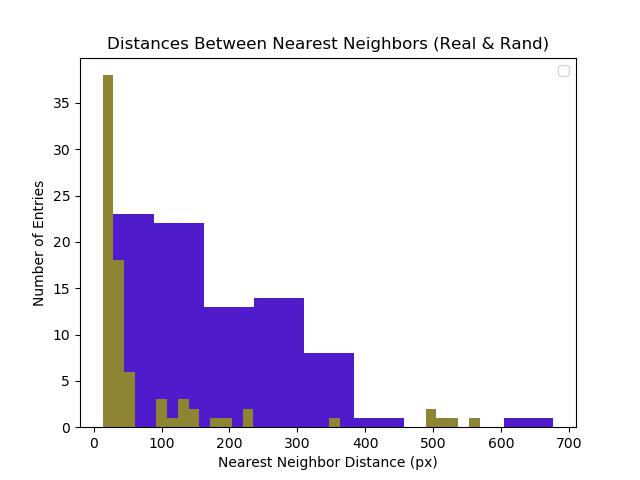 Distances Between Nearest Neighbors (Real & Rand)
35
30
25
20
15
10
5
0
Number of Entries
0 100 200 300 400 500 600 700
Nearest Neighbor Distance (px)